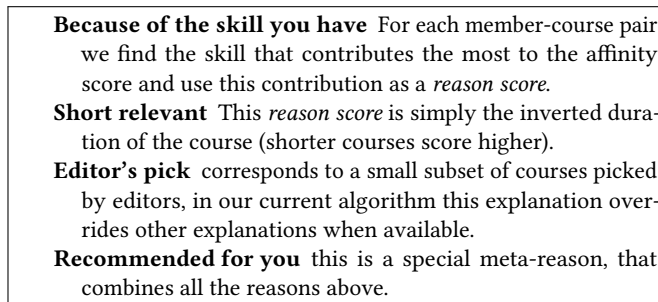 Because of the skill you have For each member-course pair
we find the skill that contributes the most to the affinity
score and use this contribution as a reason score.
Short relevant This reason score is simply the inverted dura-
tion of the course (shorter courses score higher).
Editor's pick corresponds to a small subset of courses picked
by editors, in our current algorithm this explanation over-
rides other explanations when available.
Recommended for you this is a special meta-reason, that
combines all the reasons above.